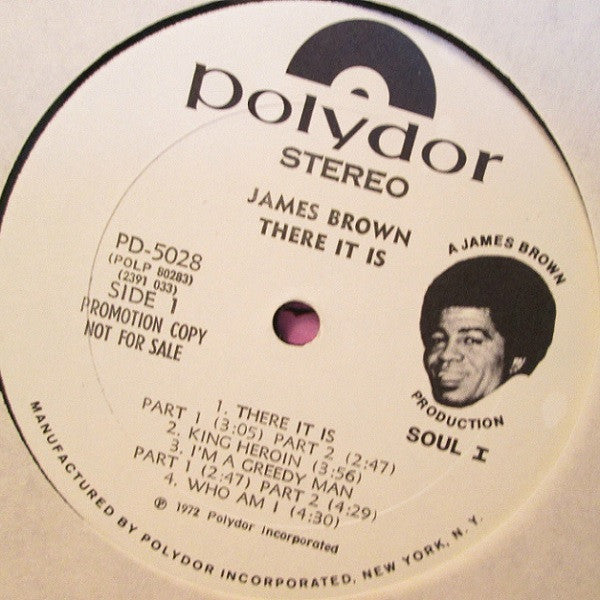 polydor
STEREO
JAMES BROWN
THERE IT IS
PD-5028
(POLP 80283)
(2391 033)
SIDE 1
PROMOTION COPY
NOT FOR SALE
A JAMES BROWN
PRODUCTION
SOUL I
1. THERE IT IS
PART 1 (3:05) PART 2 (2:47)
2. KING HEROIN (3:56)
3. I'M A GREEDY MAN
PART 1 (2:47) PART 2 (4:29)
4. WHO AM I (4:30)
Ⓟ 1972 Polydor Incorporated
MANUFACTURED BY POLYDOR INCORPORATED, NEW YORK, N.Y.